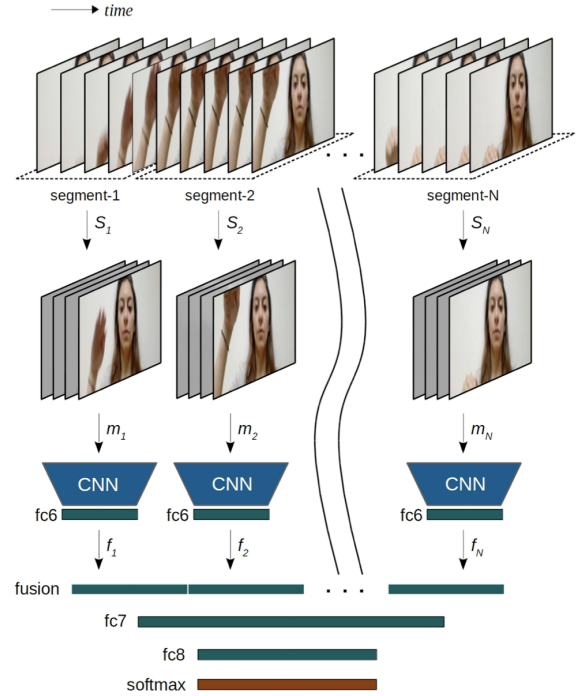 time
. . .
segment-1 segment-2 segment-N
S1 S2 SN
m1 m2 mN
CNN CNN CNN
fc6 fc6 fc6
f1 f2 fN
fusion . . .
fc7
fc8
softmax